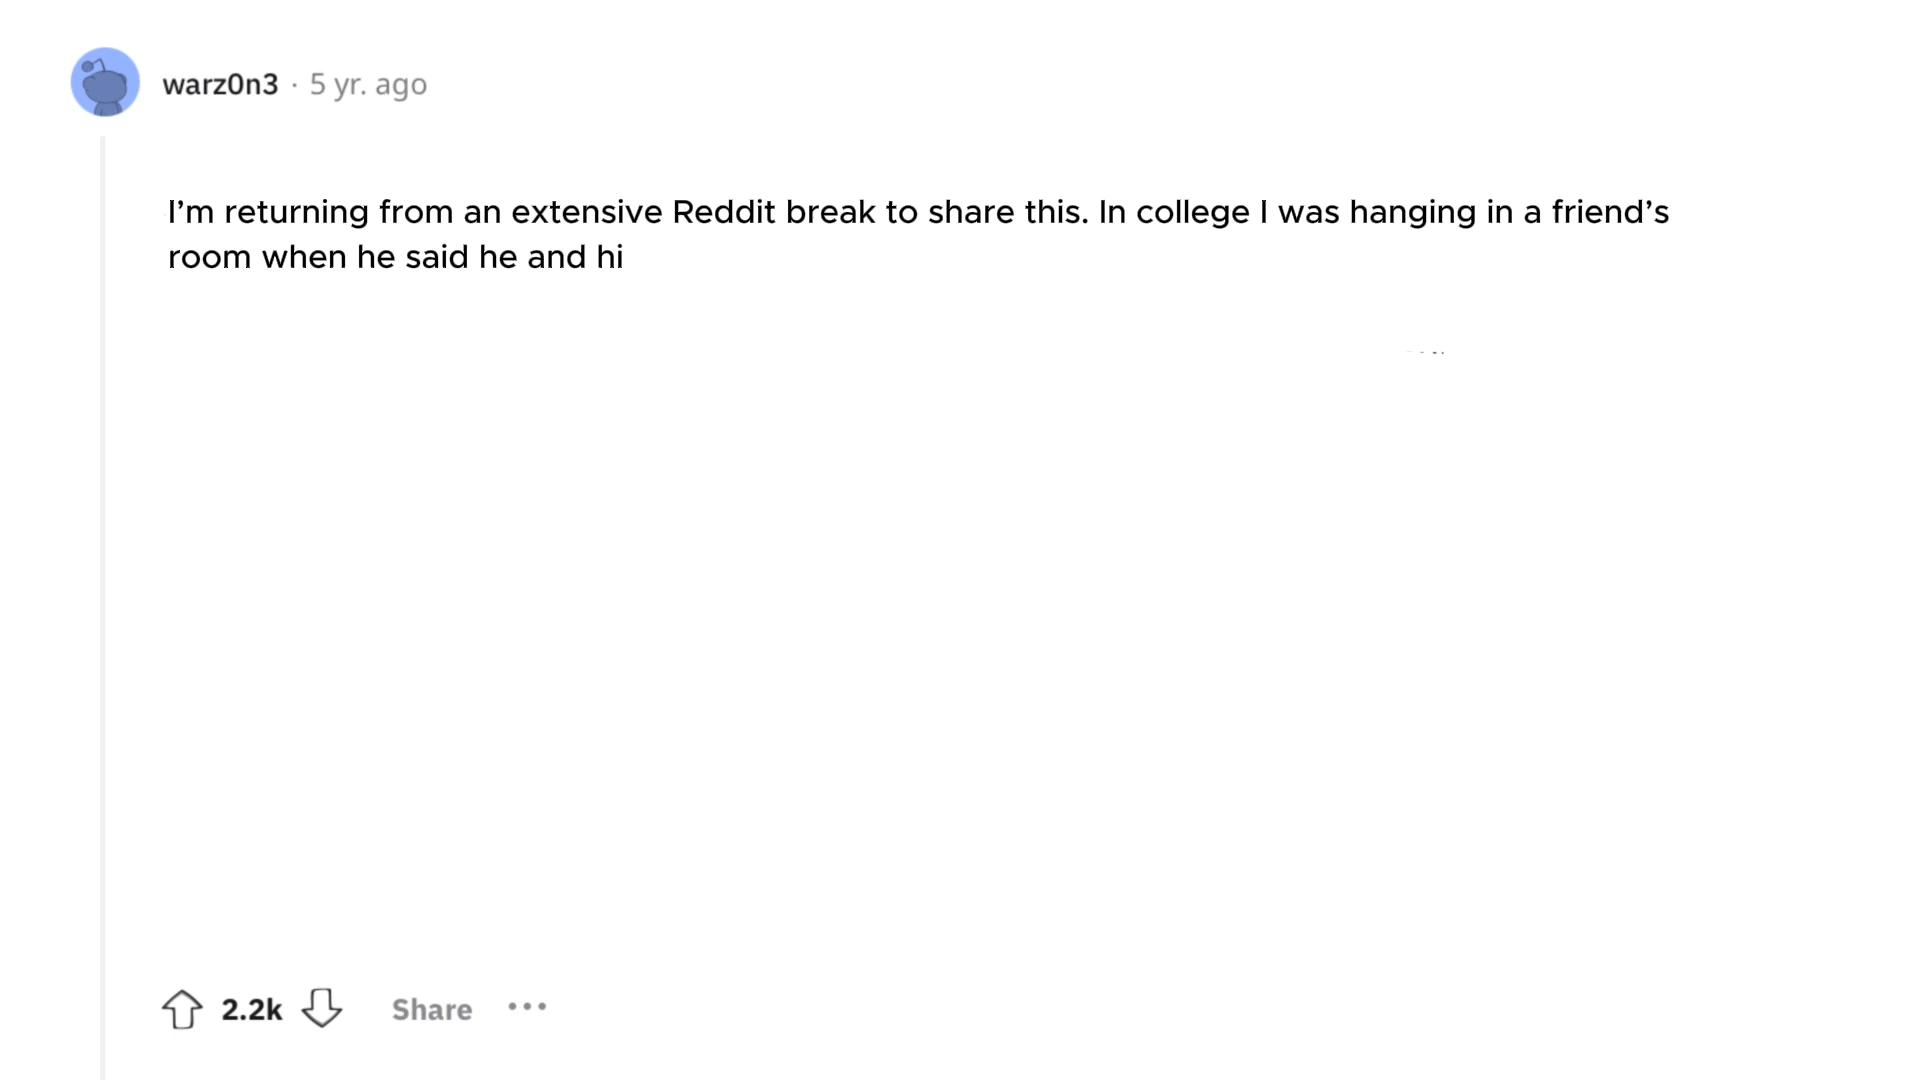 warz0n3 · 5 yr. ago
I’m returning from an extensive Reddit break to share this. In college I was hanging in a friend’s
room when he said he and hi
2.2k Share ...